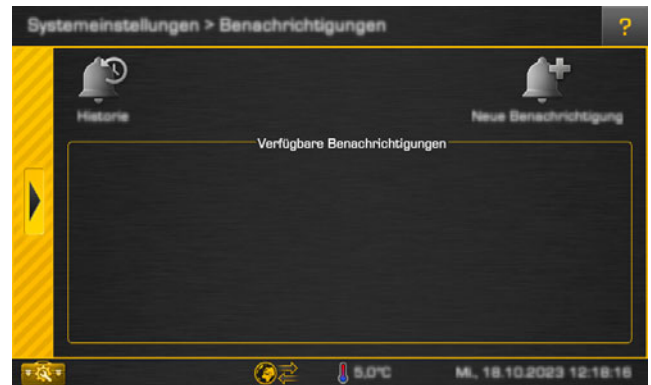 Systemeinstellungen > Benachrichtigungen
?
Historie
Neue Benachrichtigung
Verfügbare Benachrichtigungen
5,0°C
Mi., 18.10.2023 12:18:16